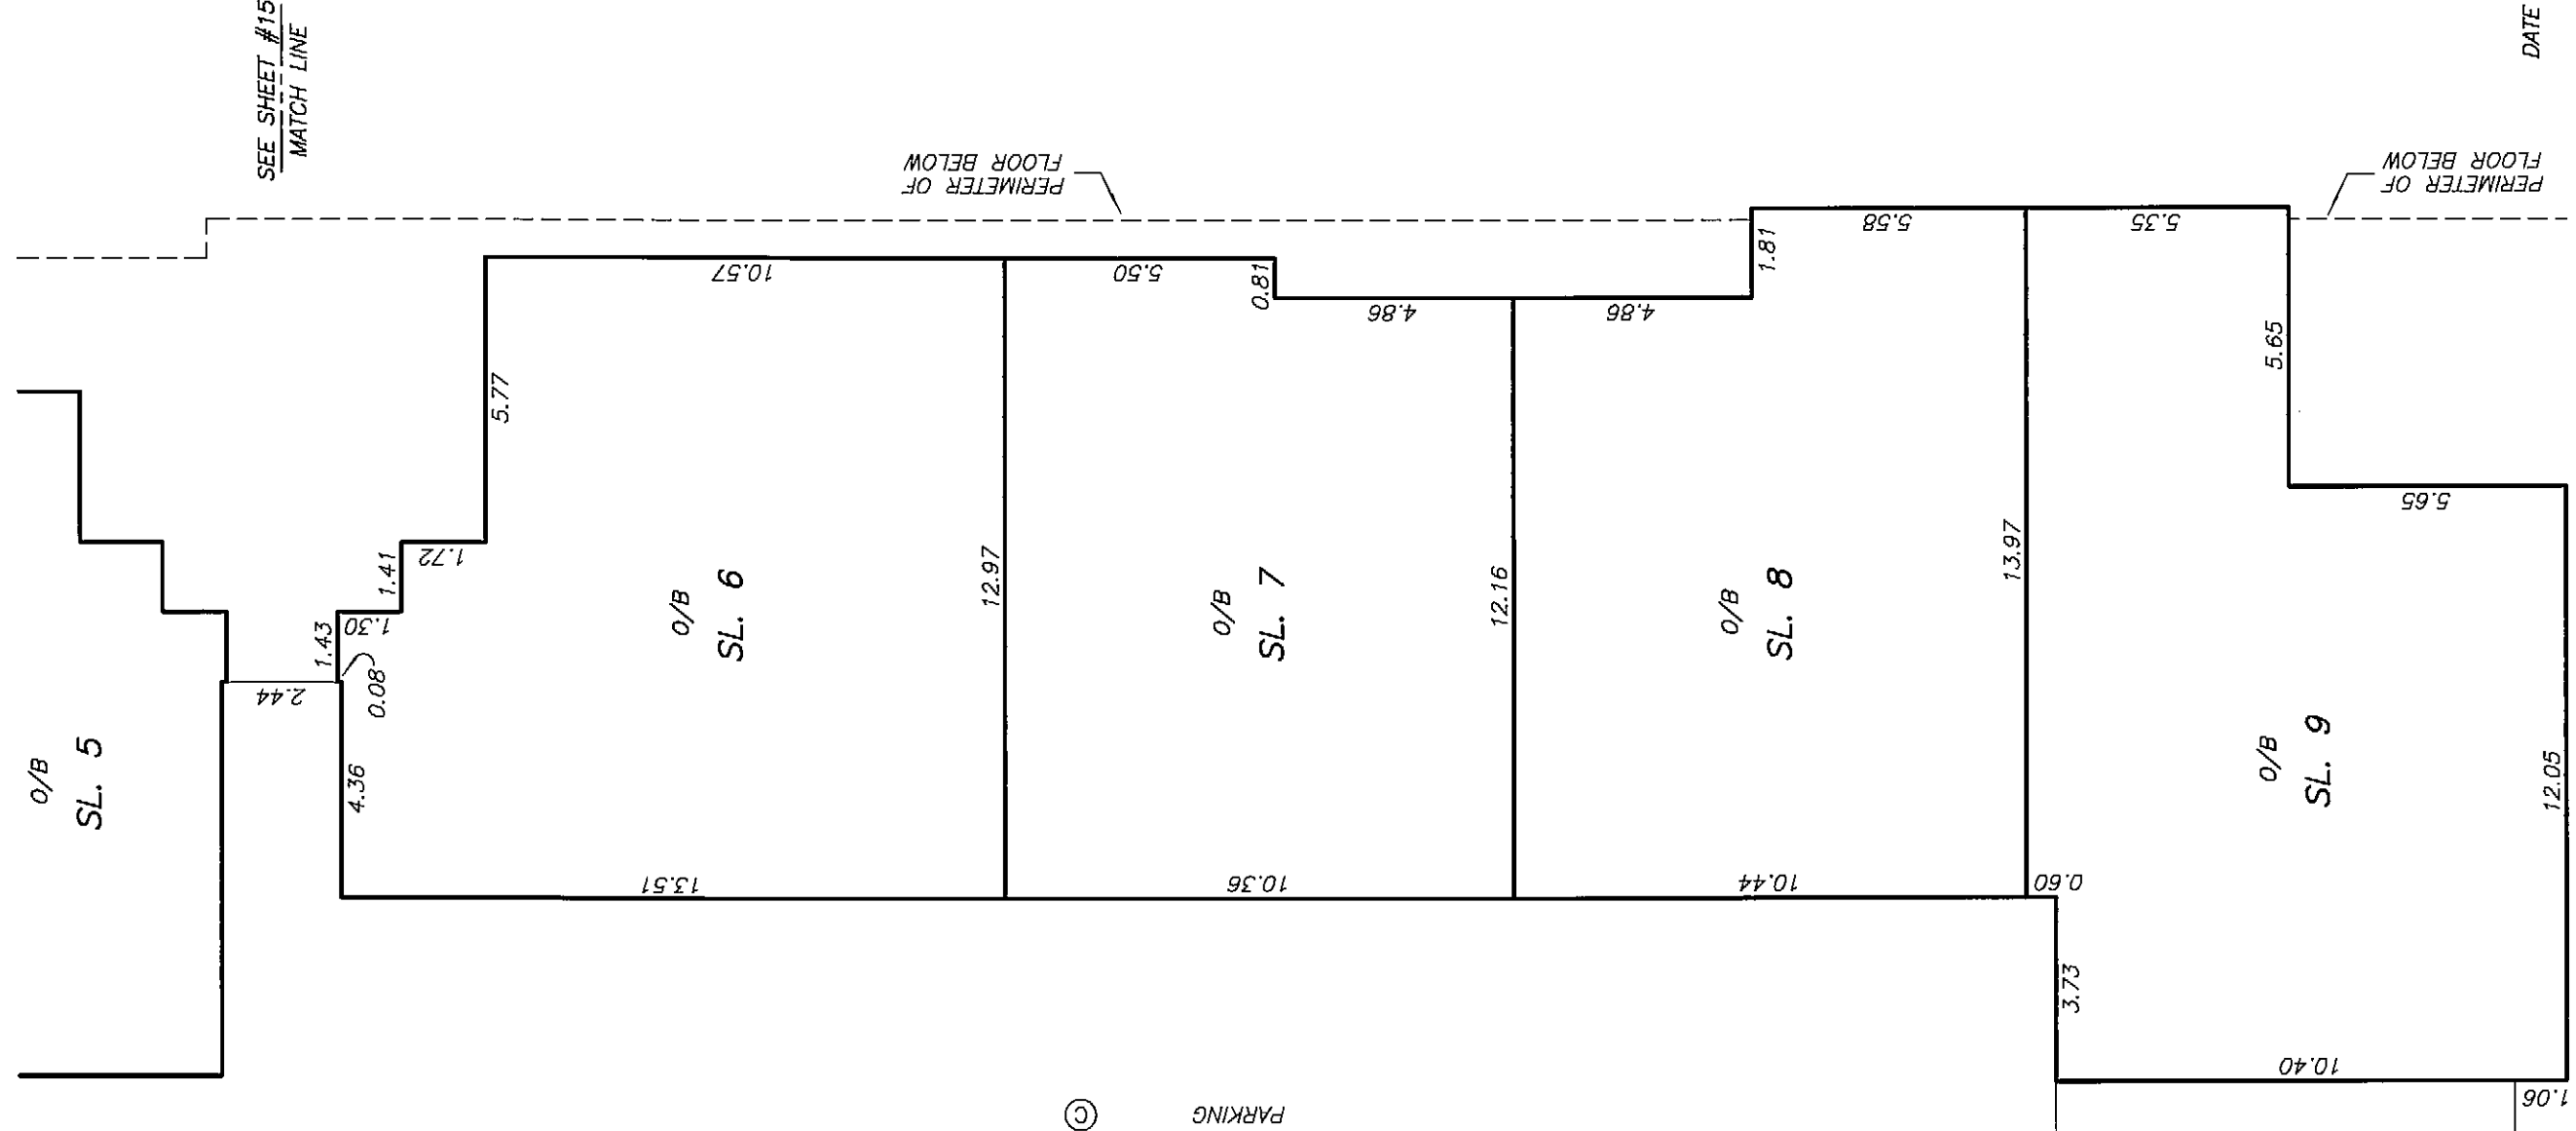 SEE SHEET #15
MATCH LINE
DATE
PERIMETER OF
FLOOR BELOW
PERIMETER OF
FLOOR BELOW
10.57
5.50
0.81
4.86
4.86
1.81
5.58
5.35
5.77
5.65
5.65
1.41
1.72
1.43
1.30
0.08
2.44
4.36
12.97
12.16
13.97
12.05
O/B
SL. 5
O/B
SL. 6
O/B
SL. 7
O/B
SL. 8
O/B
SL. 9
13.51
10.36
10.44
0.60
3.73
10.40
1.06
PARKING
C